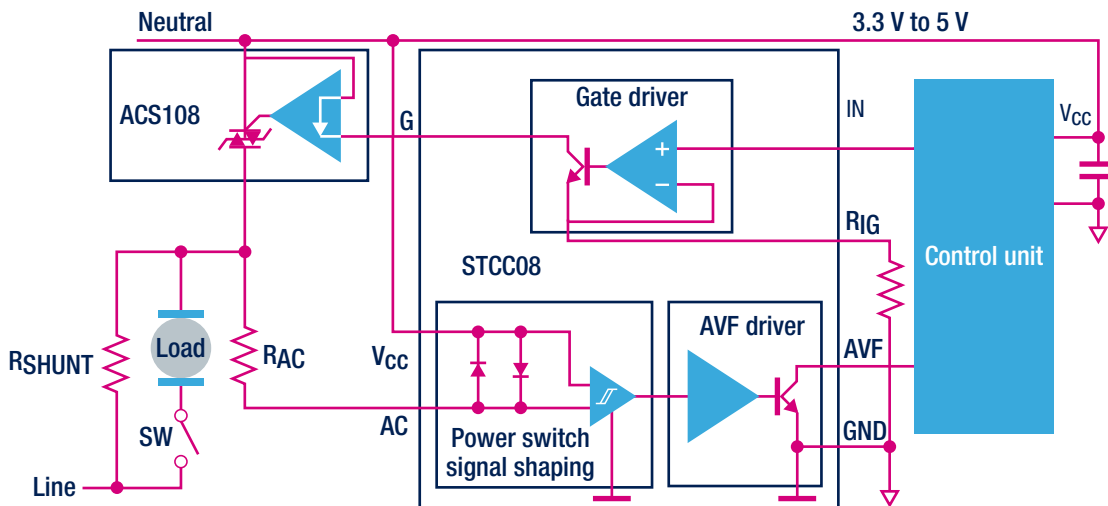 Neutral
3.3 V to 5 V
ACS108
Gate driver
IN
VCC
G
+
−
RIG
STCC08
Control unit
AVF driver
RSHUNT
Load
RAC
VCC
AVF
AC
SW
Power switch
signal shaping
GND
Line